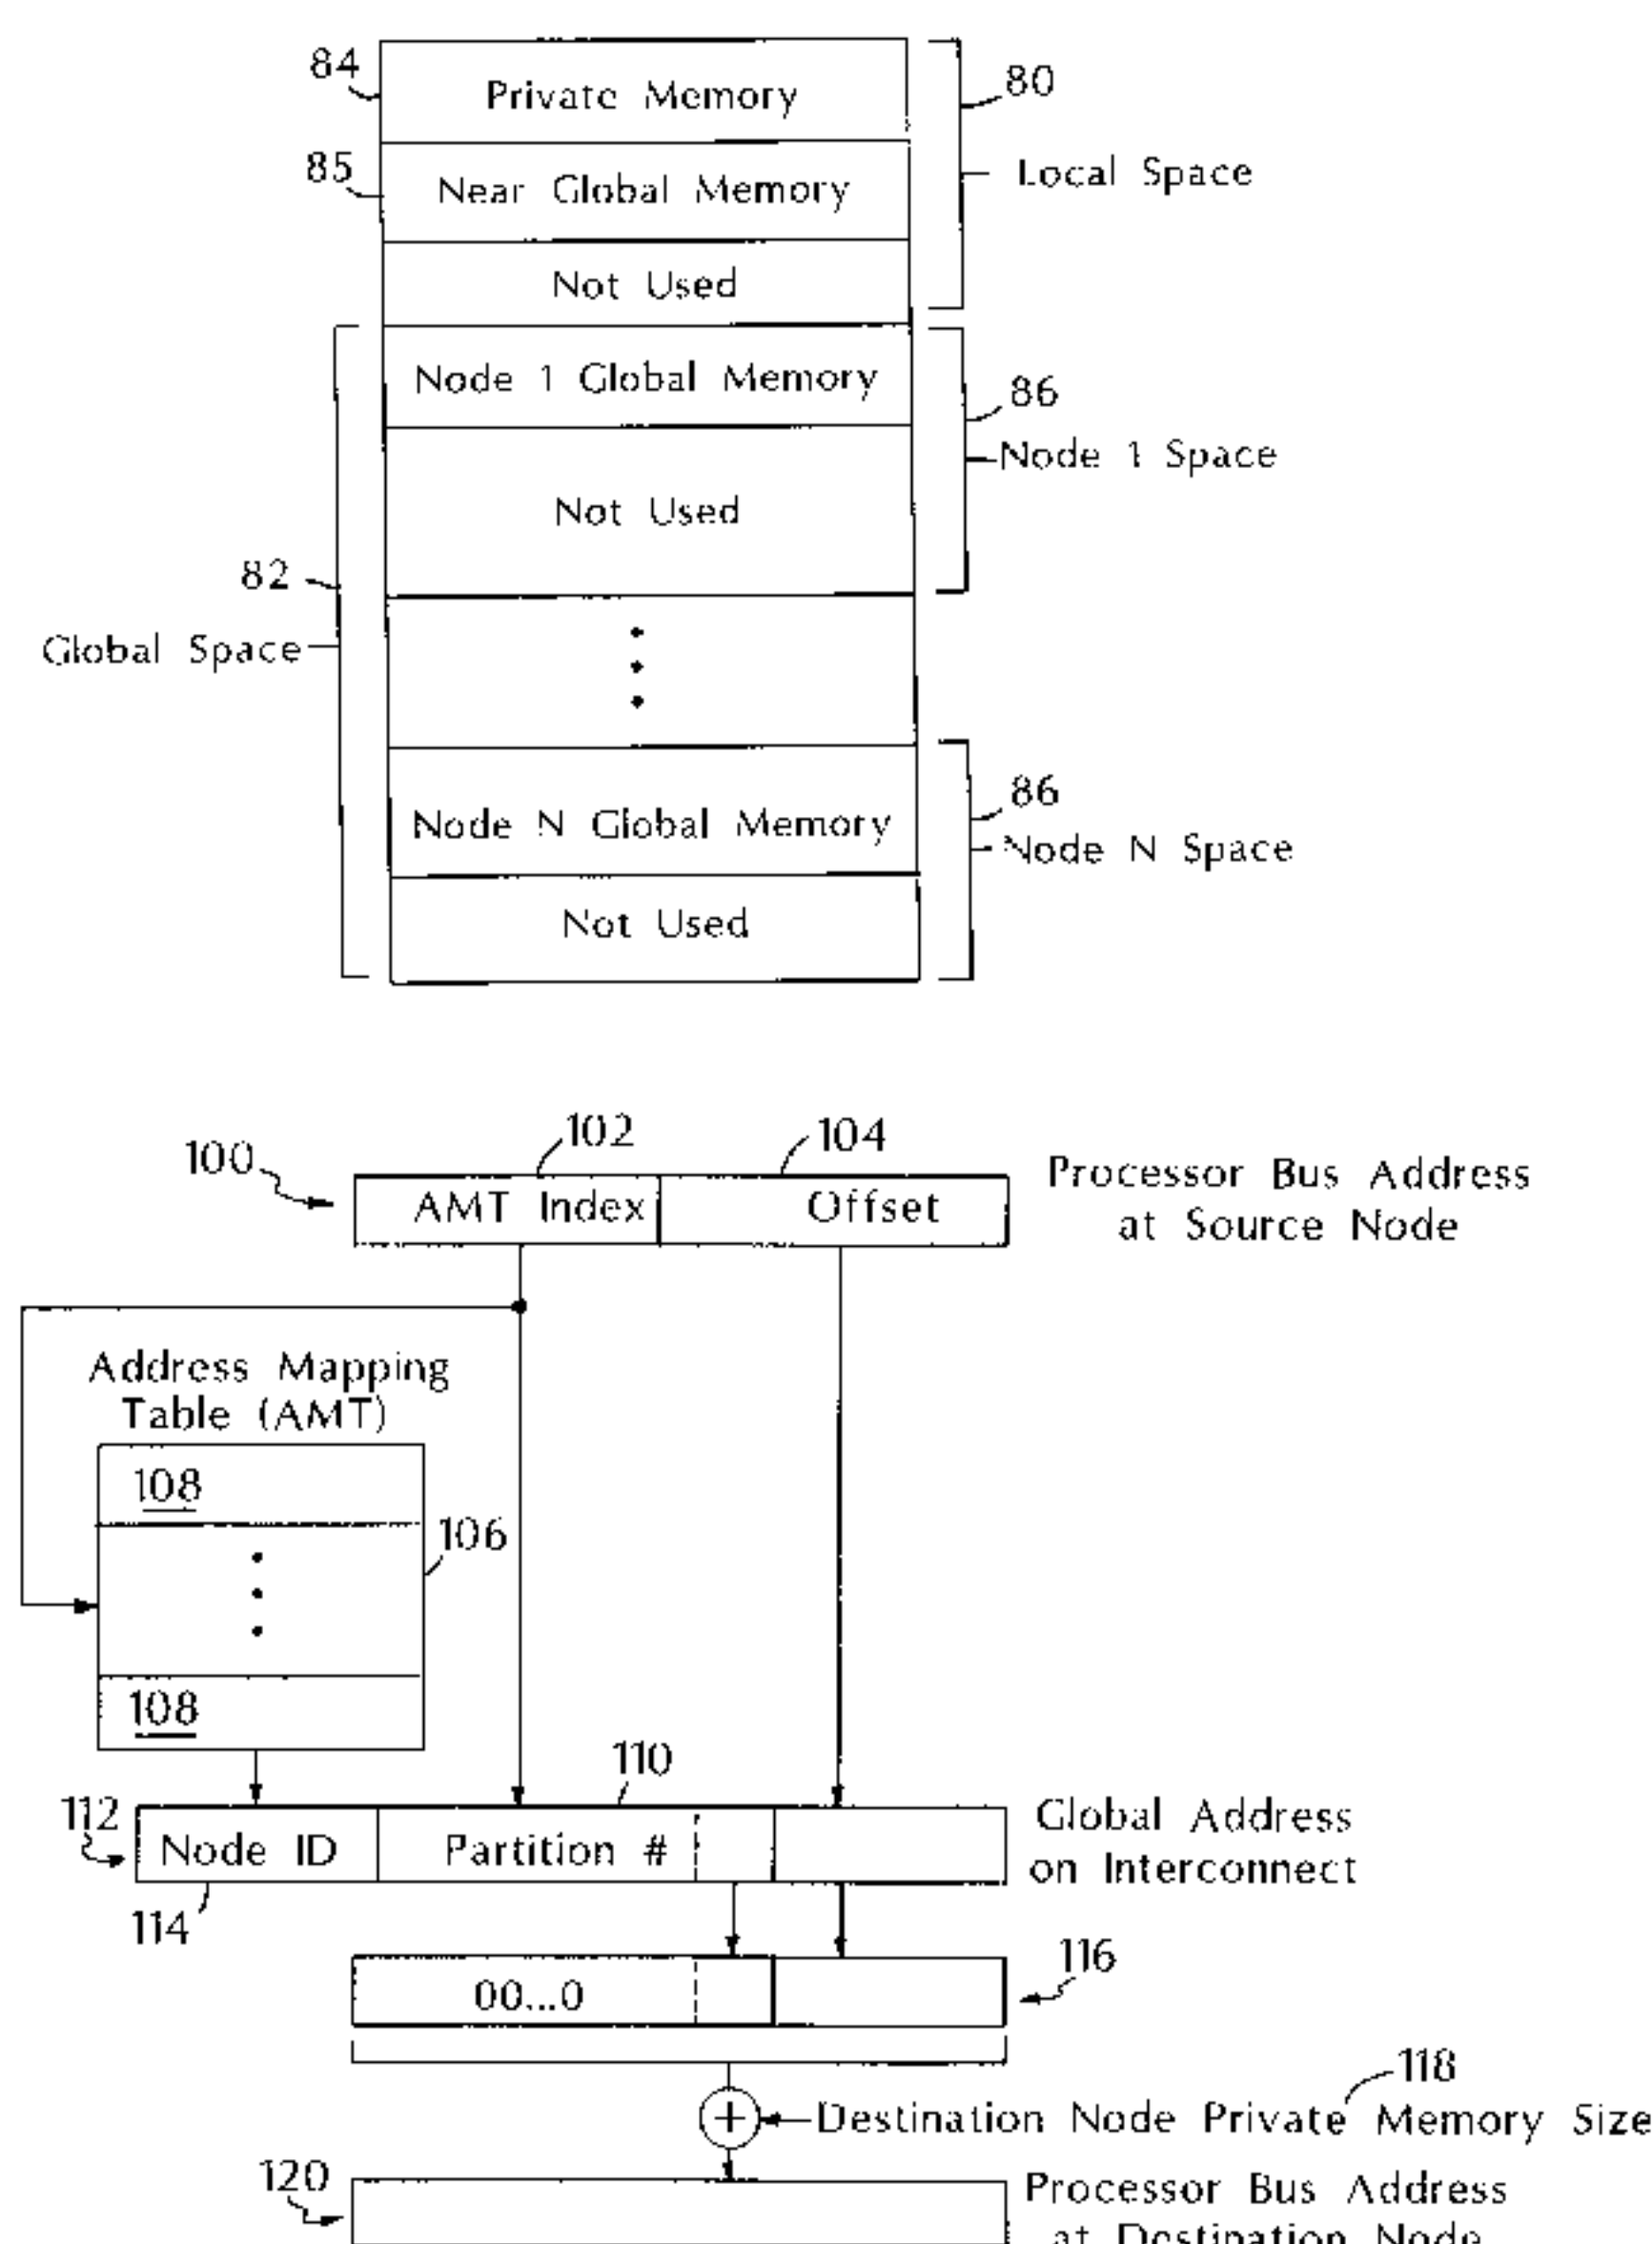 84
Private Memory
80
85
Near Global Memory
Local Space
Not Used
Node 1 Global Memory
86
Node 1 Space
Not Used
82
Global Space
86
Node N Global Memory
Node N Space
Not Used
100
102
104
AMT Index
Offset
Processor Bus Address
at Source Node
Address Mapping
Table (AMT)
108
106
108
110
112
Node ID
Partition #
Global Address
on Interconnect
114
116
00...0
118
Destination Node Private Memory Size
120
Processor Bus Address
at Destination Node